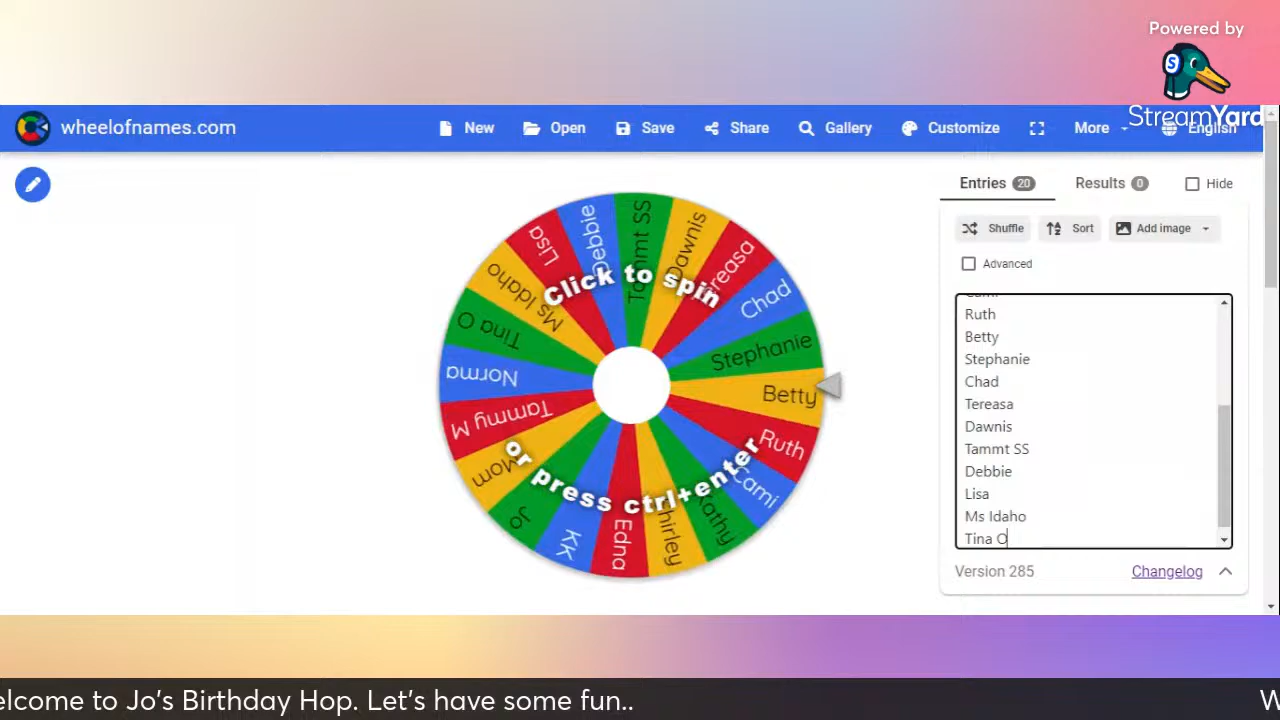 Powered by
StreamYard
wheelofnames.com
New
Open
Save
Share
Gallery
Customize
More
English
Entries 20
Results 0
Hide
Shuffle
Sort
Add image
Advanced
Cami
Ruth
Betty
Stephanie
Chad
Tereasa
Dawnis
Tammt SS
Debbie
Lisa
Ms Idaho
Tina O
Version 285
Changelog
Click to spin
or press ctrl+enter
Debbie
Tammt SS
Dawnis
Tereasa
Chad
Stephanie
Betty
Ruth
Cami
Kathy
Shirley
Edna
KK
Jo
Mom
Tammy M
Norma
Tina O
Ms Idaho
Lisa
elcome to Jo's Birthday Hop. Let's have some fun..
W